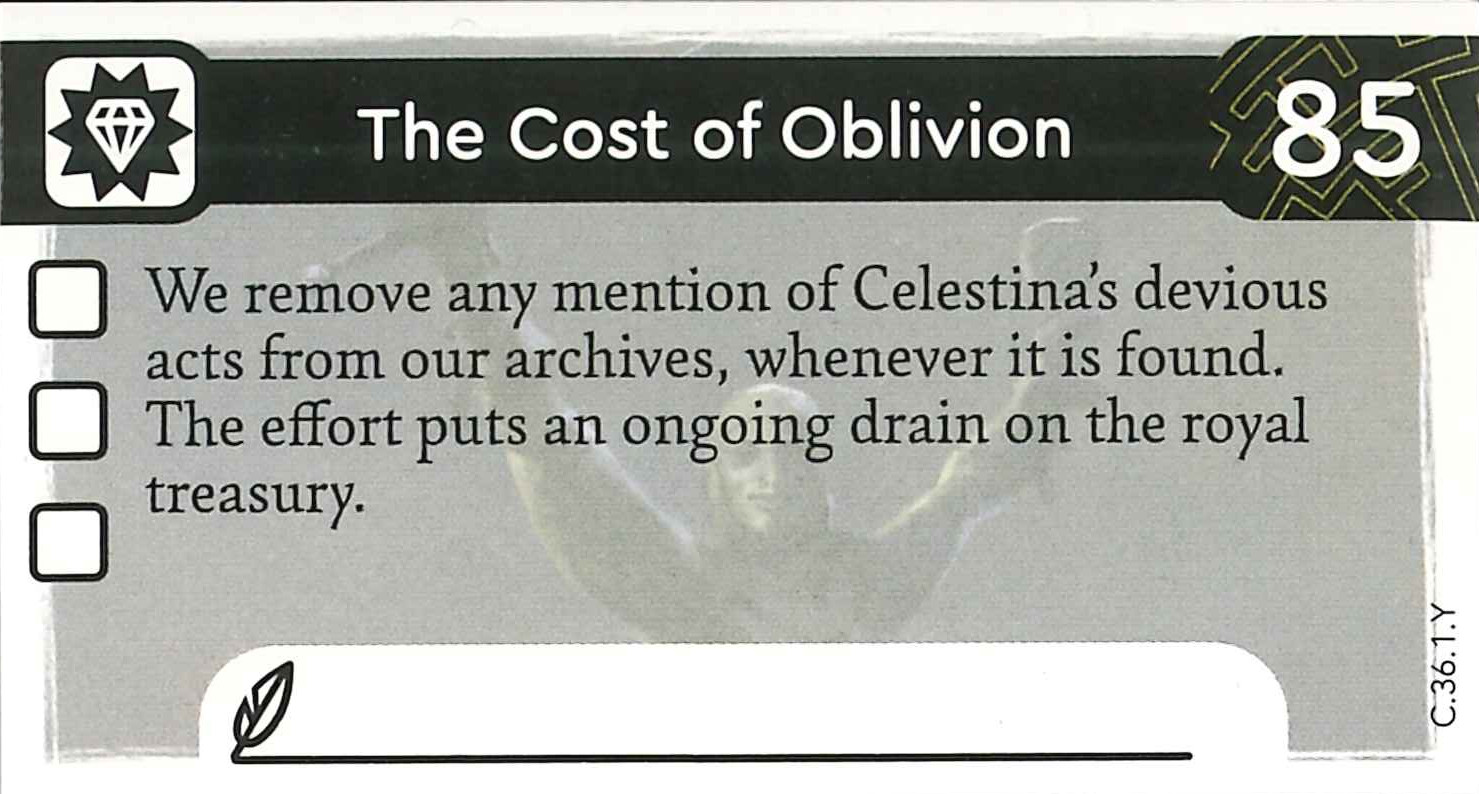 The Cost of Oblivion
85
We remove any mention of Celestina's devious
acts from our archives, whenever it is found.
The effort puts an ongoing drain on the royal
treasury.
C.36.1.Y